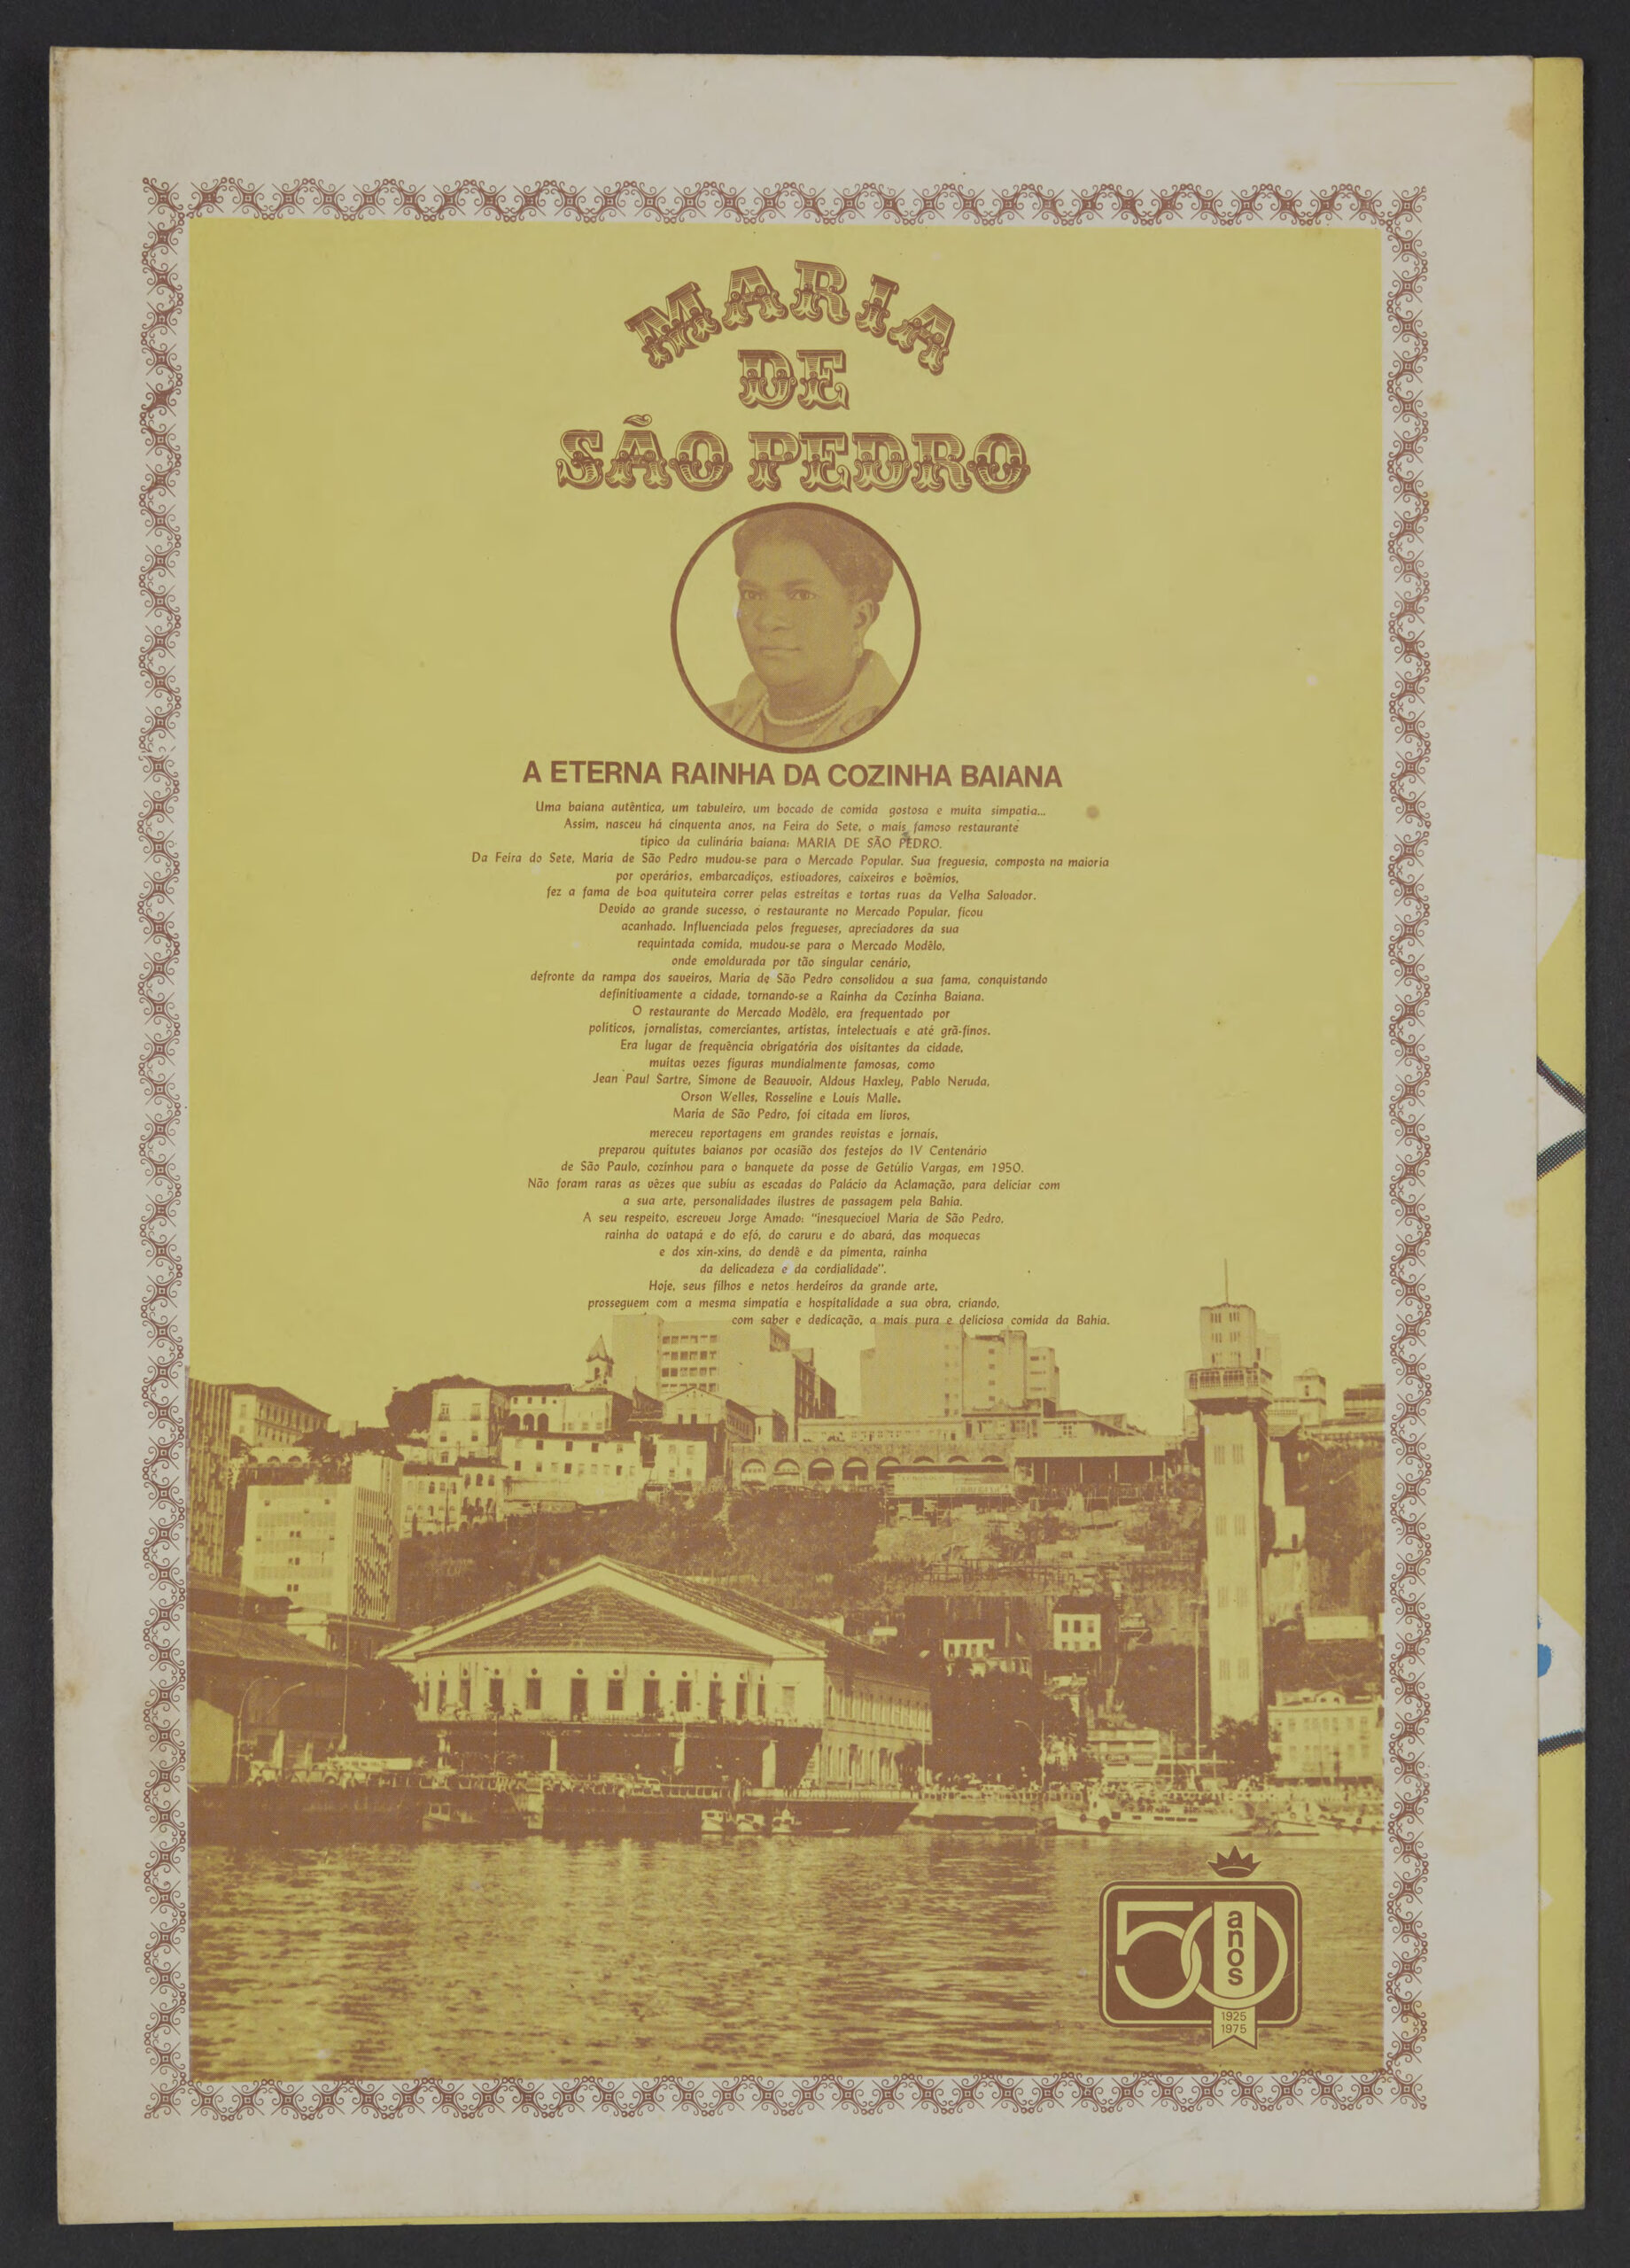 MARIA
DE
SÃO PEDRO
A ETERNA RAINHA DA COZINHA BAIANA
Uma baiana autêntica, um tabuleiro, um bocado de comida gostosa e muita simpatia...
Assim, nasceu há cinquenta anos, na Feira do Sete, o mais famoso restaurante
típico da culinária baiana: MARIA DE SÃO PEDRO.
Da Feira do Sete, Maria de São Pedro mudou-se para o Mercado Popular. Sua freguesia, composta na maioria
por operários, embarcadiços, estivadores, caixeiros e boêmios,
fez a fama de boa quituteira correr pelas estreitas e tortas ruas da Velha Salvador.
Devido ao grande sucesso, o restaurante no Mercado Popular, ficou
acanhado. Influenciada pelos fregueses, apreciadores da sua
requintada comida, mudou-se para o Mercado Modêlo,
onde emoldurada por tão singular cenário,
defronte da rampa dos saveiros, Maria de São Pedro consolidou a sua fama, conquistando
definitivamente a cidade, tornando-se a Rainha da Cozinha Baiana.
O restaurante do Mercado Modêlo, era frequentado por
políticos, jornalistas, comerciantes, artistas, intelectuais e até grã-finos.
Era lugar de frequência obrigatória dos visitantes da cidade,
muitas vezes figuras mundialmente famosas, como
Jean Paul Sartre, Simone de Beauvoir, Aldous Haxley, Pablo Neruda,
Orson Welles, Rosseline e Louis Malle.
Maria de São Pedro, foi citada em livros,
mereceu reportagens em grandes revistas e jornais,
preparou quitutes baianos por ocasião dos festejos do IV Centenário
de São Paulo, cozinhou para o banquete da posse de Getúlio Vargas, em 1950.
Não foram raras as vêzes que subiu as escadas do Palácio da Aclamação, para deliciar com
a sua arte, personalidades ilustres de passagem pela Bahia.
A seu respeito, escreveu Jorge Amado: "inesquecível Maria de São Pedro,
rainha do vatapá e do efó, do caruru e do abará, das moquecas
e dos xin-xins, do dendê e da pimenta, rainha
da delicadeza e da cordialidade".
Hoje, seus filhos e netos herdeiros da grande arte,
prosseguem com a mesma simpatia e hospitalidade a sua obra, criando,
com saber e dedicação, a mais pura e deliciosa comida da Bahia.
50
anos
1925
1975